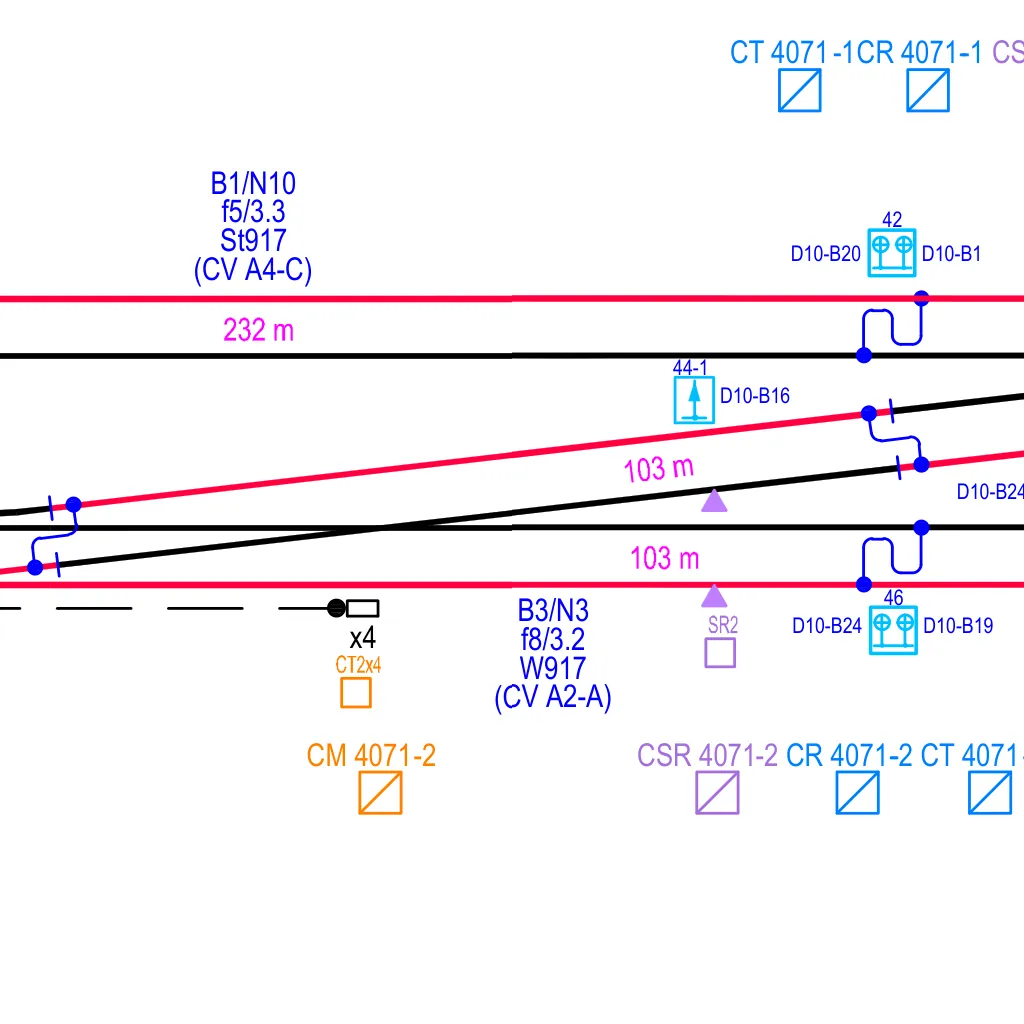 CT 4071-1
CR 4071-1
CS
B1/N10
f5/3.3
St917
(CV A4-C)
42
D10-B20
D10-B1
232 m
44-1
D10-B16
103 m
D10-B24
103 m
B3/N3
f8/3.2
W917
(CV A2-A)
46
D10-B24
D10-B19
SR2
x4
CT2x4
CM 4071-2
CSR 4071-2
CR 4071-2
CT 4071-